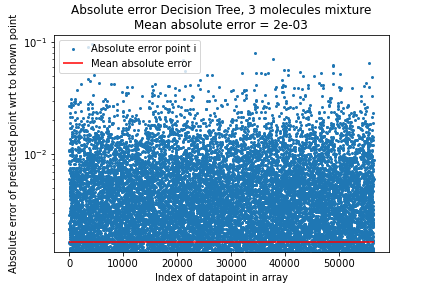 Absolute error Decision Tree, 3 molecules mixture
Mean absolute error = 2e-03
Absolute error of predicted point wrt to known point
10⁻¹
10⁻²
Absolute error point i
Mean absolute error
0
10000
20000
30000
40000
50000
Index of datapoint in array